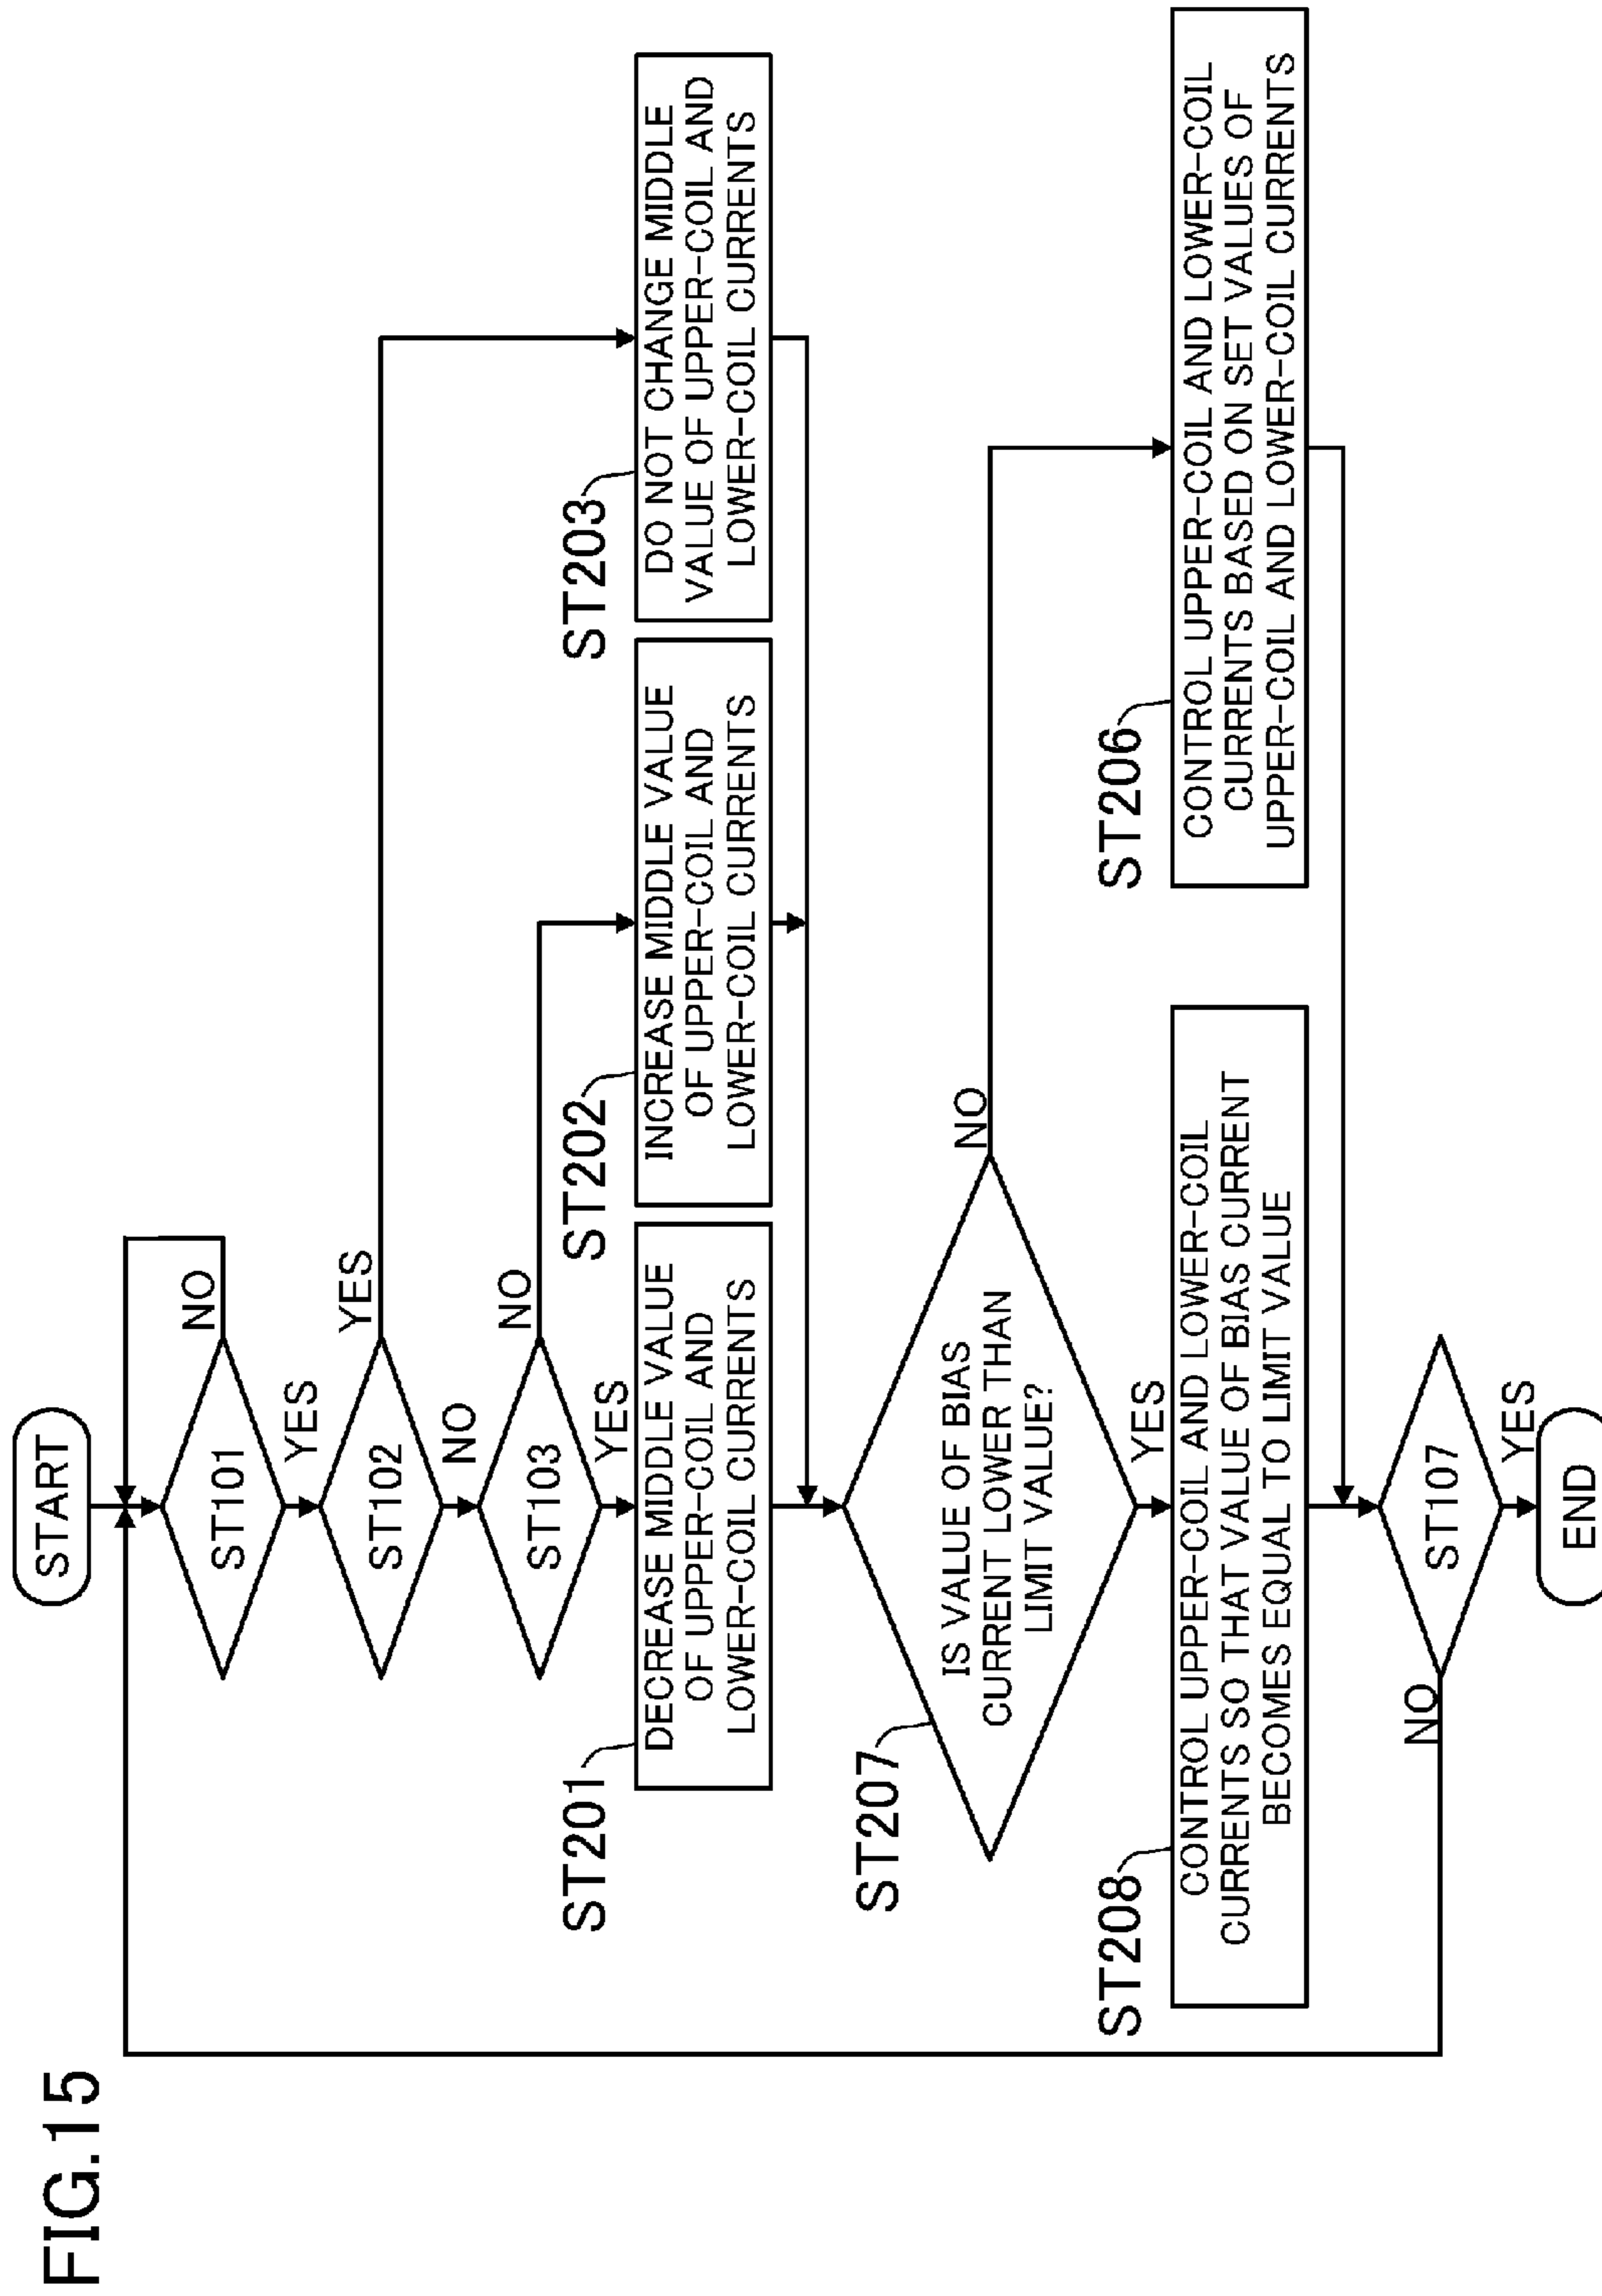 FIG.15
START
ST101
NO
YES
ST102
YES
NO
ST103
NO
YES
ST201
DECREASE MIDDLE VALUE
OF UPPER-COIL AND
LOWER-COIL CURRENTS
ST202
INCREASE MIDDLE VALUE
OF UPPER-COIL AND
LOWER-COIL CURRENTS
ST203
DO NOT CHANGE MIDDLE
VALUE OF UPPER-COIL AND
LOWER-COIL CURRENTS
ST207
IS VALUE OF BIAS
CURRENT LOWER THAN
LIMIT VALUE?
NO
YES
ST208
CONTROL UPPER-COIL AND LOWER-COIL
CURRENTS SO THAT VALUE OF BIAS CURRENT
BECOMES EQUAL TO LIMIT VALUE
ST206
CONTROL UPPER-COIL AND LOWER-COIL
CURRENTS BASED ON SET VALUES OF
UPPER-COIL AND LOWER-COIL CURRENTS
ST107
NO
YES
END